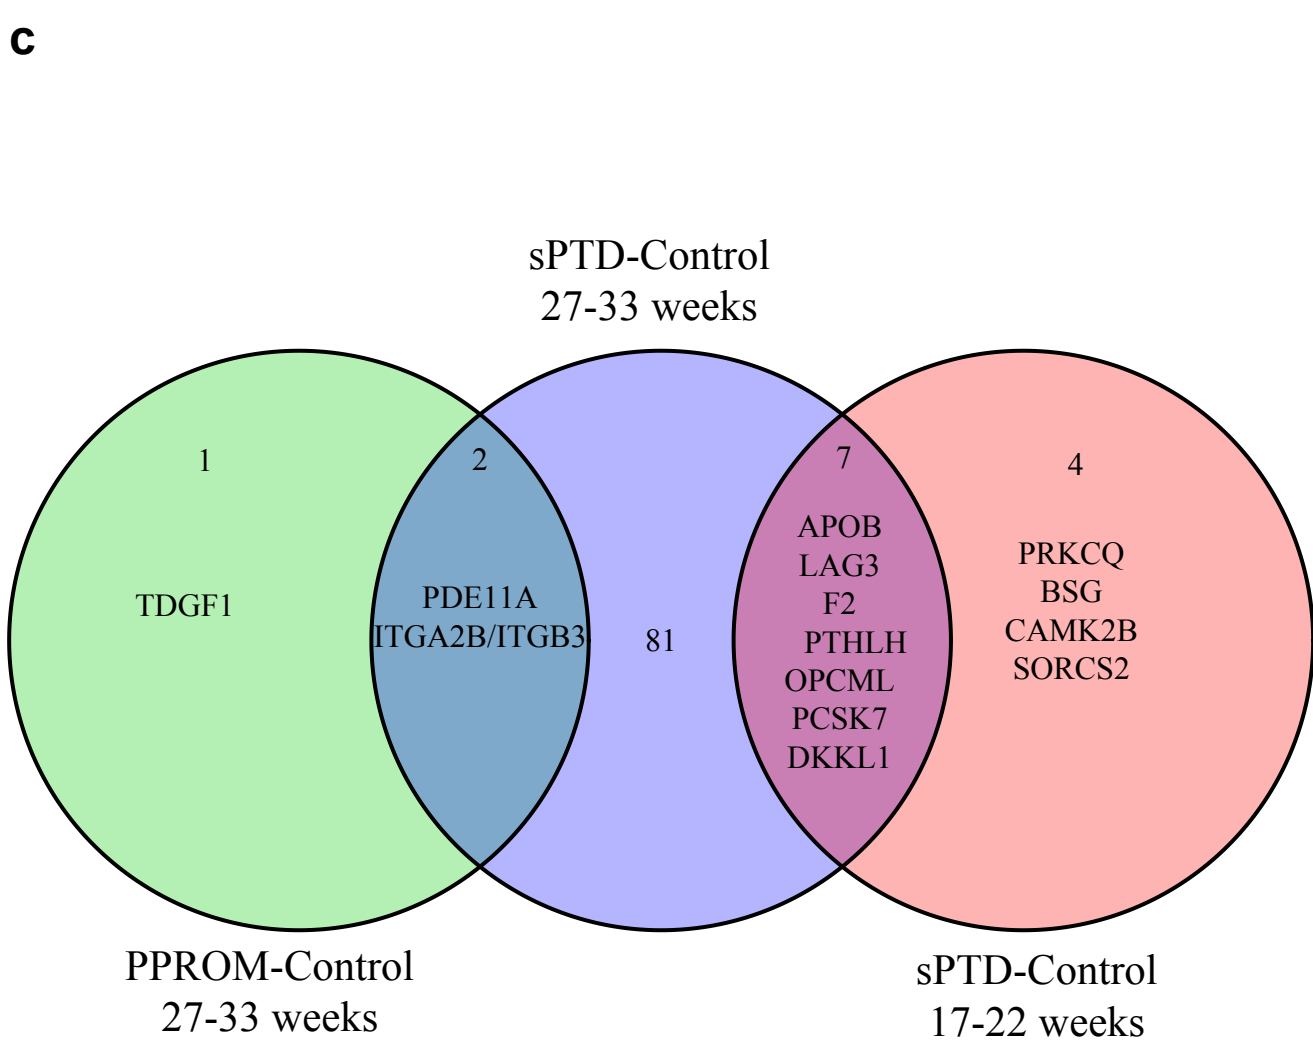 c
sPTD-Control
27-33 weeks
1
2
7
4
TDGF1
PDE11A
ITGA2B/ITGB3
81
APOB
LAG3
F2
PTHLH
OPCML
PCSK7
DKKL1
PRKCQ
BSG
CAMK2B
SORCS2
PPROM-Control
27-33 weeks
sPTD-Control
17-22 weeks